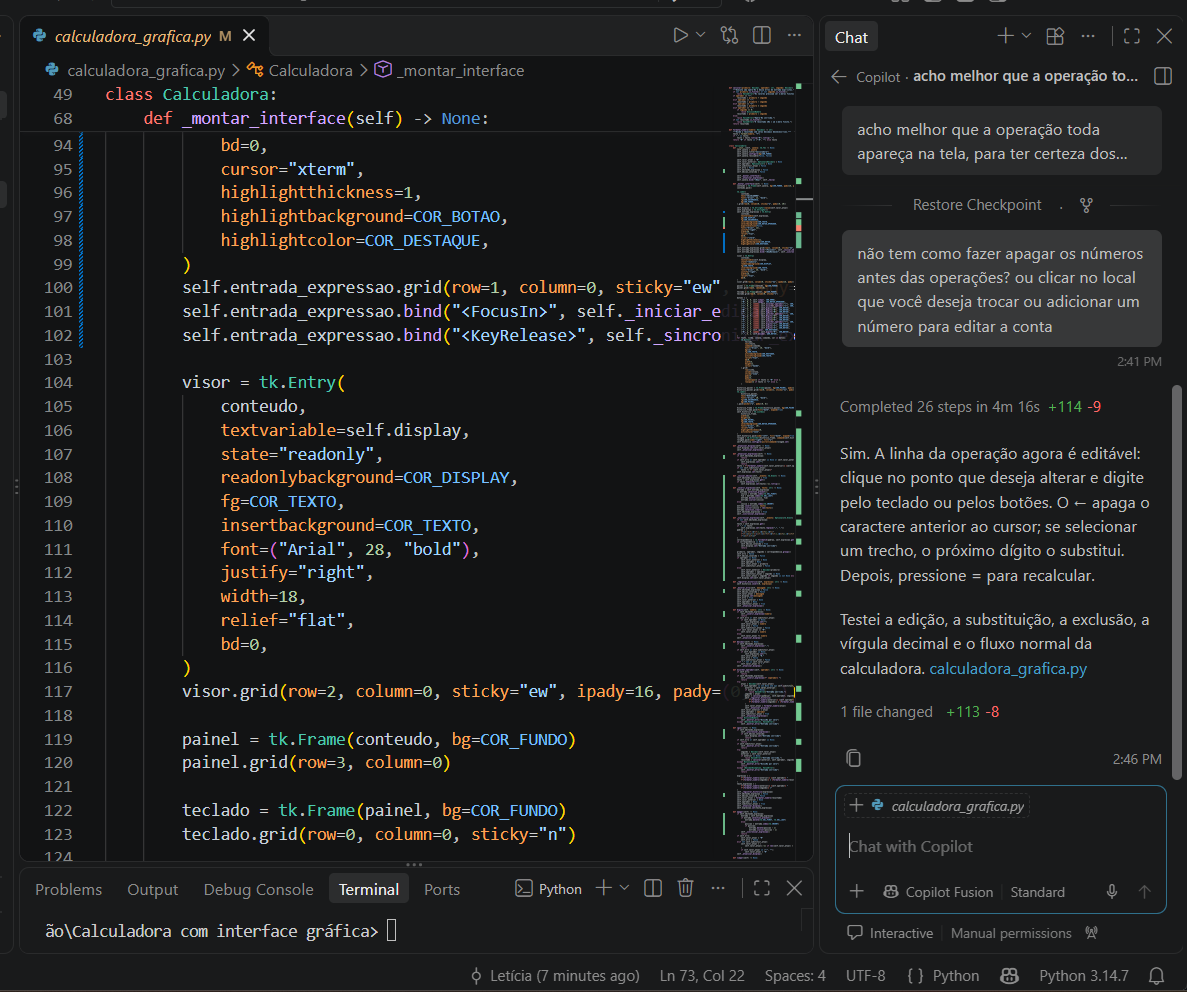 calculadora_grafica.py M
calculadora_grafica.py > Calculadora > _montar_interface
49 class Calculadora:
68 def _montar_interface(self) -> None:
94 bd=0,
95 cursor="xterm",
96 highlightthickness=1,
97 highlightbackground=COR_BOTAO,
98 highlightcolor=COR_DESTAQUE,
99 )
100 self.entrada_expressao.grid(row=1, column=0, sticky="ew",
101 self.entrada_expressao.bind("<FocusIn>", self._iniciar_edi
102 self.entrada_expressao.bind("<KeyRelease>", self._sincroni
103
104 visor = tk.Entry(
105 conteudo,
106 textvariable=self.display,
107 state="readonly",
108 readonlybackground=COR_DISPLAY,
109 fg=COR_TEXTO,
110 insertbackground=COR_TEXTO,
111 font=("Arial", 28, "bold"),
112 justify="right",
113 width=18,
114 relief="flat",
115 bd=0,
116 )
117 visor.grid(row=2, column=0, sticky="ew", ipady=16, pady=(0
118
119 painel = tk.Frame(conteudo, bg=COR_FUNDO)
120 painel.grid(row=3, column=0)
121
122 teclado = tk.Frame(painel, bg=COR_FUNDO)
123 teclado.grid(row=0, column=0, sticky="n")
124
Problems Output Debug Console Terminal Ports Python
ão\Calculadora com interface gráfica>
Chat
Copilot · acho melhor que a operação to...
acho melhor que a operação toda
apareça na tela, para ter certeza dos...
Restore Checkpoint
não tem como fazer apagar os números
antes das operações? ou clicar no local
que você deseja trocar ou adicionar um
número para editar a conta
2:41 PM
Completed 26 steps in 4m 16s +114 -9
Sim. A linha da operação agora é editável:
clique no ponto que deseja alterar e digite
pelo teclado ou pelos botões. O ← apaga o
caractere anterior ao cursor; se selecionar
um trecho, o próximo dígito o substitui.
Depois, pressione = para recalcular.
Testei a edição, a substituição, a exclusão, a
vírgula decimal e o fluxo normal da
calculadora. calculadora_grafica.py
1 file changed +113 -8
2:46 PM
calculadora_grafica.py
Chat with Copilot
Copilot Fusion Standard
Interactive Manual permissions
Letícia (7 minutes ago) Ln 73, Col 22 Spaces: 4 UTF-8 {} Python Python 3.14.7